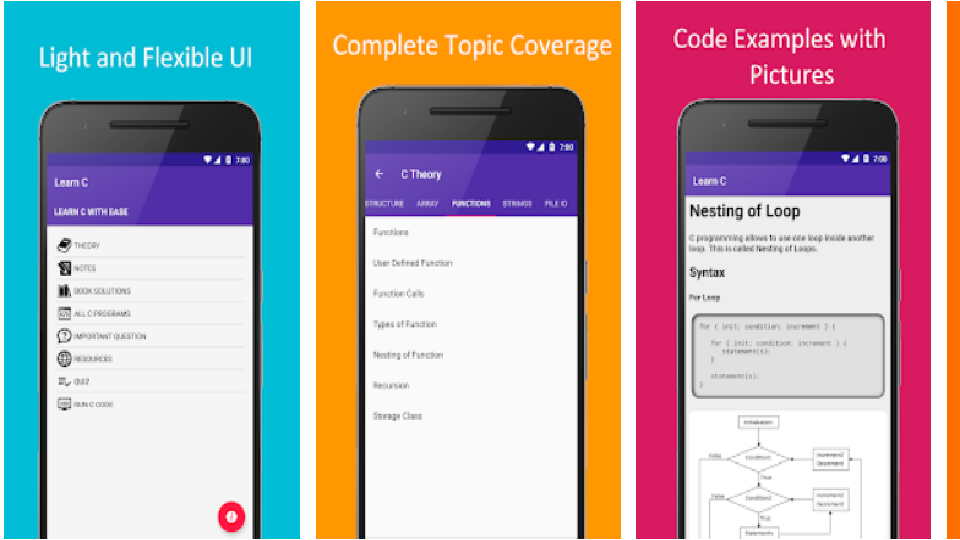 Light and Flexible UI
7:00
Learn C
LEARN C WITH EASE
THEORY
NOTES
BOOK SOLUTIONS
ALL C PROGRAMS
IMPORTANT QUESTION
RESOURCES
QUIZ
RUN C CODE
Complete Topic Coverage
7:00
C Theory
STRUCTURE ARRAY FUNCTIONS STRINGS FILE IO
Functions
User Defined Function
Function Calls
Types of Function
Nesting of Function
Recursion
Storage Class
Code Examples with
Pictures
7:00
Learn C
Nesting of Loop
C programming allows to use one loop inside another
loop. This is called Nesting of Loops.
Syntax
For Loop
for ( init; condition; increment ) {
for ( init; condition; increment ) {
statement(s);
}
statement(s);
}
Initialization
False
Condition1
Increment/
Decrement
True
False
Condition2
Increment/
Decrement
True
Statements